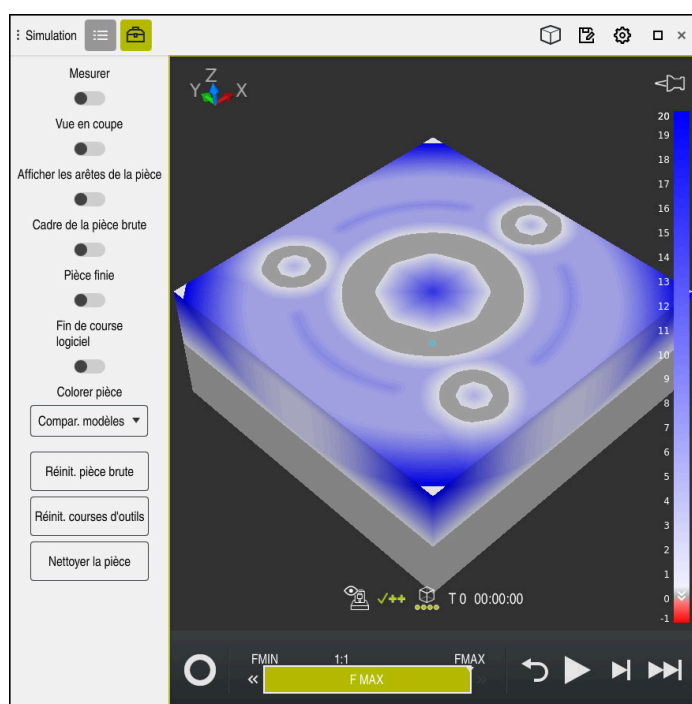 Simulation
Mesurer
Vue en coupe
Afficher les arêtes de la pièce
Cadre de la pièce brute
Pièce finie
Fin de course
logiciel
Colorer pièce
Compar. modèles
Réinit. pièce brute
Réinit. courses d'outils
Nettoyer la pièce
Z
Y X
20
19
18
17
16
15
14
13
12
11
10
9
8
7
6
5
4
3
2
1
0
-1
T 0 00:00:00
FMIN 1:1 FMAX
F MAX